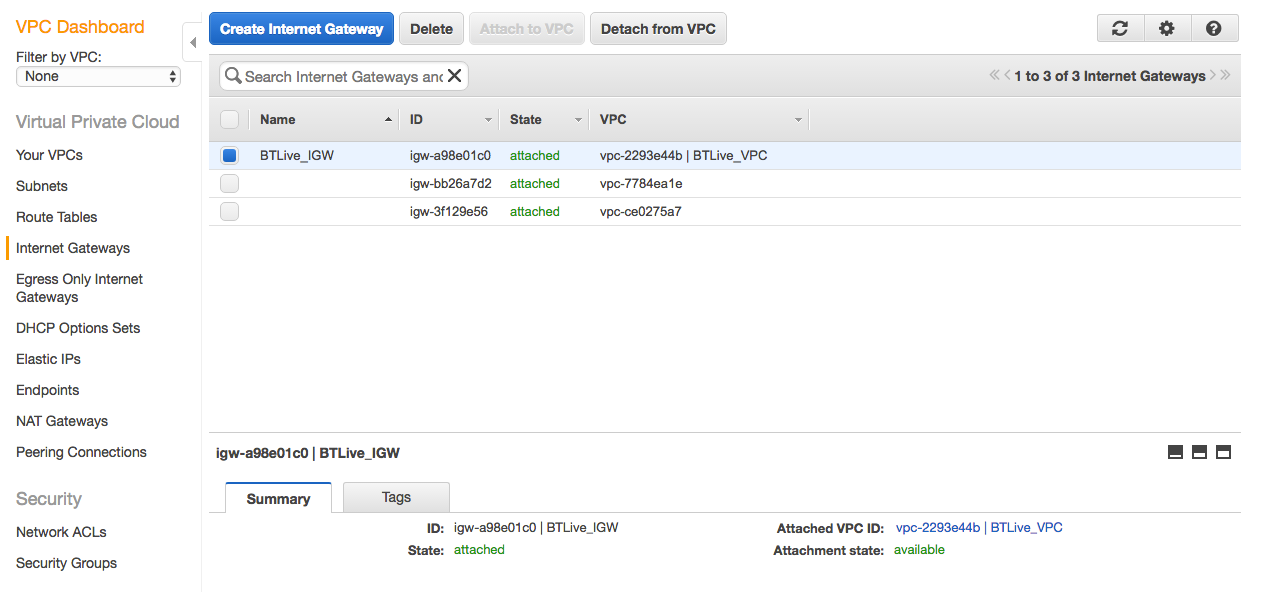 VPC Dashboard
Filter by VPC:
None
Virtual Private Cloud
Your VPCs
Subnets
Route Tables
Internet Gateways
Egress Only Internet
Gateways
DHCP Options Sets
Elastic IPs
Endpoints
NAT Gateways
Peering Connections
Security
Network ACLs
Security Groups
Create Internet Gateway Delete Attach to VPC Detach from VPC
Search Internet Gateways and
1 to 3 of 3 Internet Gateways
Name ID State VPC
BTLive_IGW igw-a98e01c0 attached vpc-2293e44b | BTLive_VPC
igw-bb26a7d2 attached vpc-7784ea1e
igw-3f129e56 attached vpc-ce0275a7
igw-a98e01c0 | BTLive_IGW
Summary Tags
ID: igw-a98e01c0 | BTLive_IGW Attached VPC ID: vpc-2293e44b | BTLive_VPC
State: attached Attachment state: available